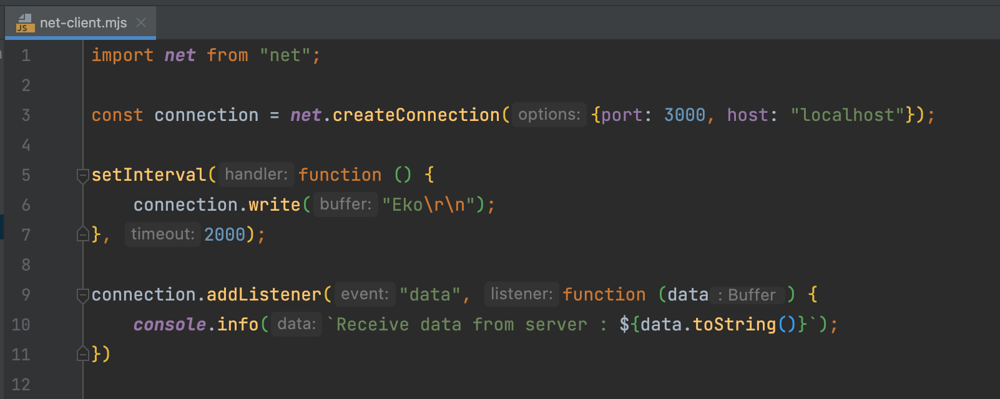 JS net-client.mjs
1 import net from "net";
2
3 const connection = net.createConnection( options: {port: 3000, host: "localhost"});
4
5 setInterval( handler: function () {
6 connection.write( buffer: "Eko\r\n");
7 }, timeout: 2000);
8
9 connection.addListener( event: "data", listener: function (data : Buffer ) {
10 console.info( data: `Receive data from server : ${data.toString()}`);
11 })
12